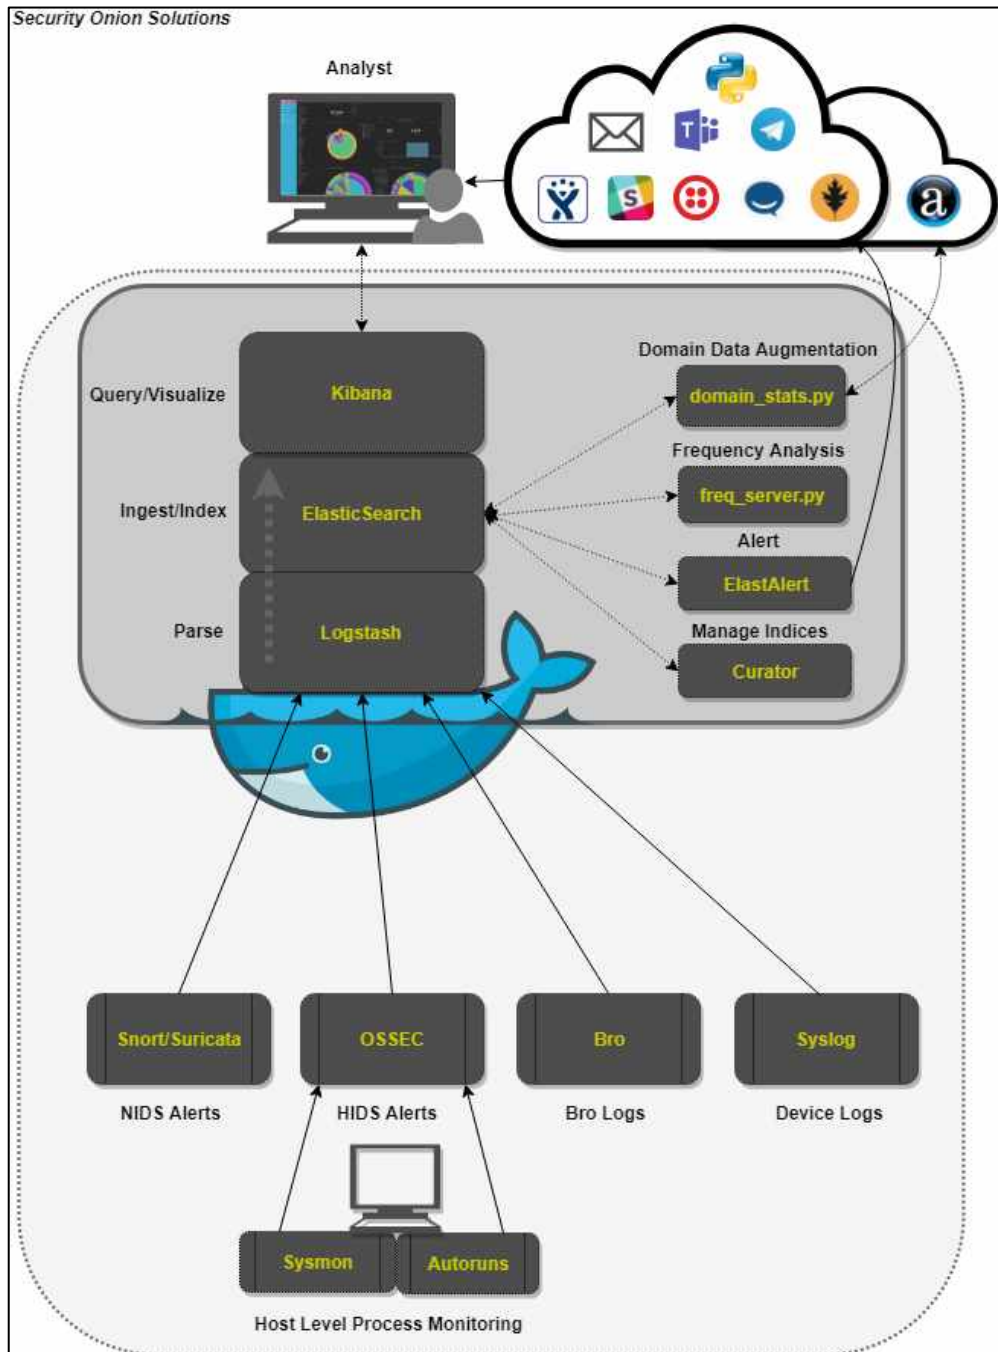 Security Onion Solutions
Analyst
T
S
a
Domain Data Augmentation
Query/Visualize
Kibana
domain_stats.py
Frequency Analysis
Ingest/Index
ElasticSearch
freq_server.py
Alert
ElastAlert
Parse
Logstash
Manage Indices
Curator
Snort/Suricata
OSSEC
Bro
Syslog
NIDS Alerts
HIDS Alerts
Bro Logs
Device Logs
Sysmon
Autoruns
Host Level Process Monitoring